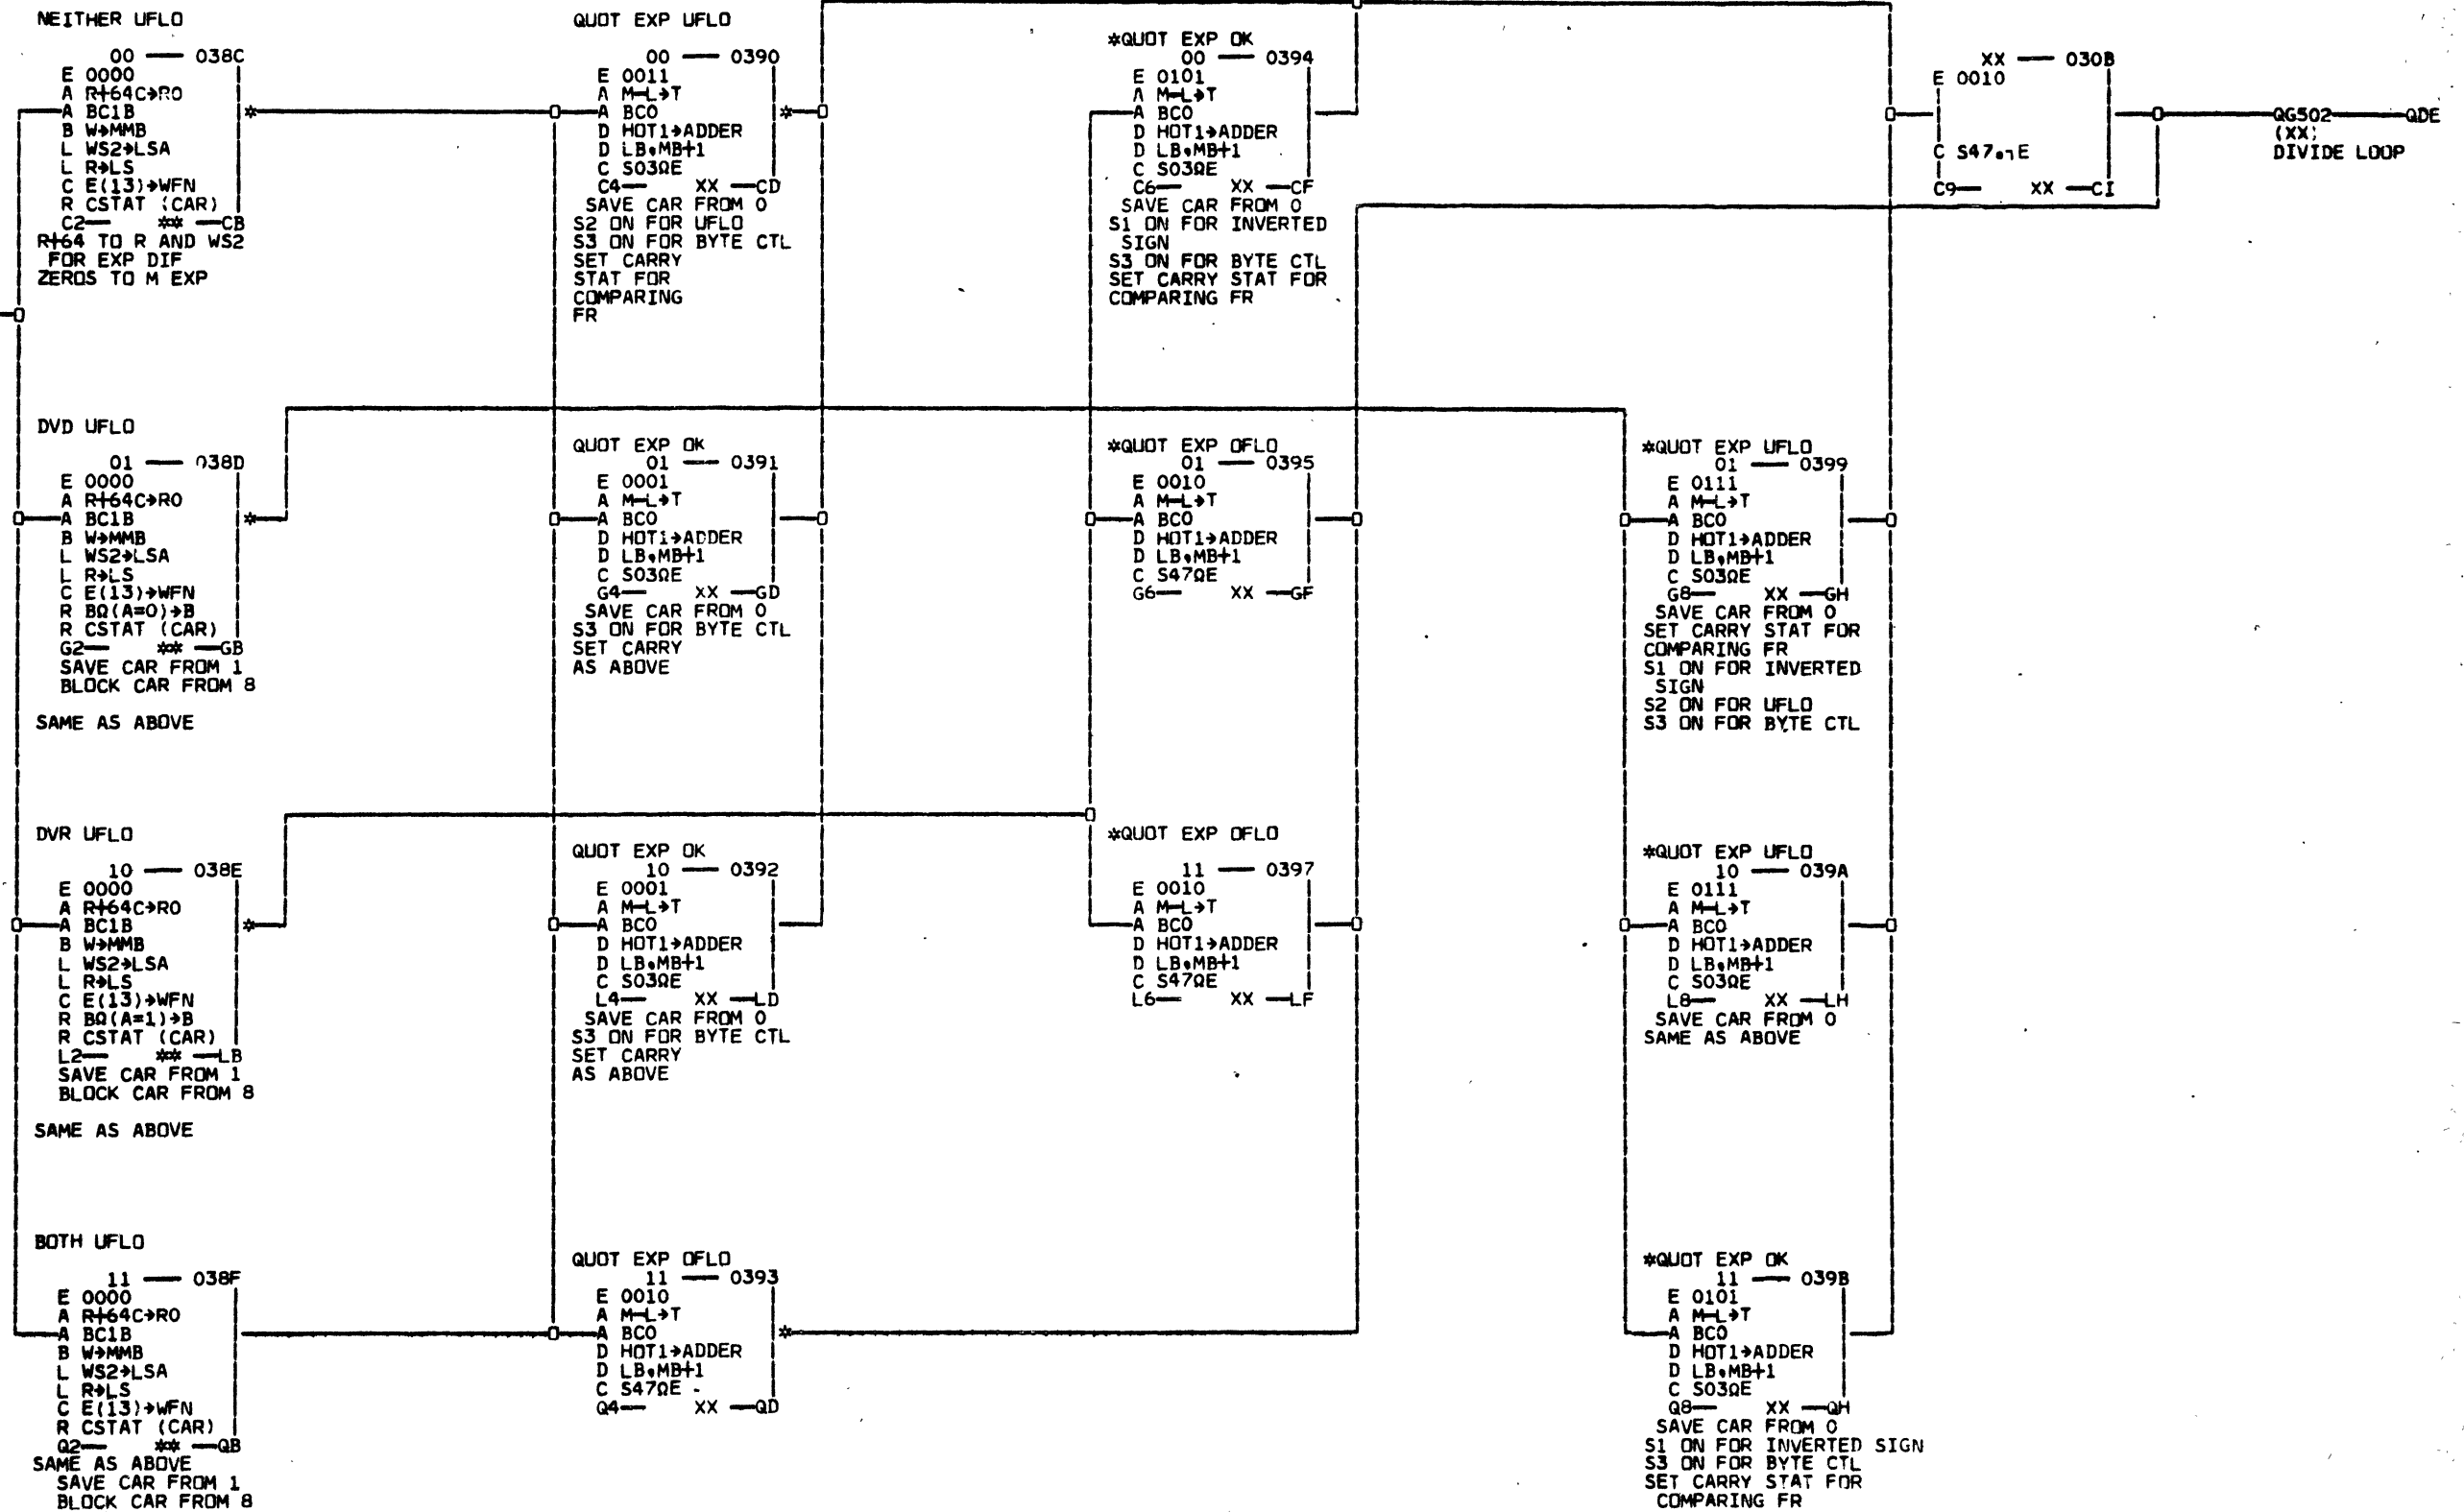 NEITHER UFLO
00 — 038C
E 0000
A R+64C→RO
A BC1B
B W→MMB
L WS2→LSA
L R→LS
C E(13)→WFN
R CSTAT (CAR)
C2— ** —CB
R+64 TO R AND WS2
FOR EXP DIF
ZEROS TO M EXP
DVD UFLO
01 — 038D
E 0000
A R+64C→RO
A BC1B
B W→MMB
L WS2→LSA
L R→LS
C E(13)→WFN
R BΩ(A=0)→B
R CSTAT (CAR)
G2— ** —GB
SAVE CAR FROM 1
BLOCK CAR FROM 8
SAME AS ABOVE
DVR UFLO
10 — 038E
E 0000
A R+64C→RO
A BC1B
B W→MMB
L WS2→LSA
L R→LS
C E(13)→WFN
R BΩ(A=1)→B
R CSTAT (CAR)
L2— ** —LB
SAVE CAR FROM 1
BLOCK CAR FROM 8
SAME AS ABOVE
BOTH UFLO
11 — 038F
E 0000
A R+64C→RO
A BC1B
B W→MMB
L WS2→LSA
L R→LS
C E(13)→WFN
R CSTAT (CAR)
Q2— ** —QB
SAME AS ABOVE
SAVE CAR FROM 1
BLOCK CAR FROM 8
QUOT EXP UFLO
00 — 0390
E 0011
A M-L→T
A BCO
D HOT1→ADDER
D LB,MB+1
C S03ΩE
C4— XX —CD
SAVE CAR FROM 0
S2 ON FOR UFLO
S3 ON FOR BYTE CTL
SET CARRY
STAT FOR
COMPARING
FR
QUOT EXP OK
01 — 0391
E 0001
A M-L→T
A BCO
D HOT1→ADDER
D LB,MB+1
C S03ΩE
G4— XX —GD
SAVE CAR FROM 0
S3 ON FOR BYTE CTL
SET CARRY
AS ABOVE
QUOT EXP OK
10 — 0392
E 0001
A M-L→T
A BCO
D HOT1→ADDER
D LB,MB+1
C S03ΩE
L4— XX —LD
SAVE CAR FROM 0
S3 ON FOR BYTE CTL
SET CARRY
AS ABOVE
QUOT EXP OFLO
11 — 0393
E 0010
A M-L→T
A BCO
D HOT1→ADDER
D LB,MB+1
C S47ΩE
Q4— XX —QD
*QUOT EXP OK
00 — 0394
E 0101
A M-L→T
A BCO
D HOT1→ADDER
D LB,MB+1
C S03ΩE
C6— XX —CF
SAVE CAR FROM 0
S1 ON FOR INVERTED
SIGN
S3 ON FOR BYTE CTL
SET CARRY STAT FOR
COMPARING FR
*QUOT EXP OFLO
01 — 0395
E 0010
A M-L→T
A BCO
D HOT1→ADDER
D LB,MB+1
C S47ΩE
G6— XX —GF
*QUOT EXP OFLO
11 — 0397
E 0010
A M-L→T
A BCO
D HOT1→ADDER
D LB,MB+1
C S47ΩE
L6— XX —LF
*QUOT EXP UFLO
01 — 0399
E 0111
A M-L→T
A BCO
D HOT1→ADDER
D LB,MB+1
C S03ΩE
G8— XX —GH
SAVE CAR FROM 0
SET CARRY STAT FOR
COMPARING FR
S1 ON FOR INVERTED
SIGN
S2 ON FOR UFLO
S3 ON FOR BYTE CTL
*QUOT EXP UFLO
10 — 039A
E 0111
A M-L→T
A BCO
D HOT1→ADDER
D LB,MB+1
C S03ΩE
L8— XX —LH
SAVE CAR FROM 0
SAME AS ABOVE
*QUOT EXP OK
11 — 039B
E 0101
A M-L→T
A BCO
D HOT1→ADDER
D LB,MB+1
C S03ΩE
Q8— XX —QH
SAVE CAR FROM 0
S1 ON FOR INVERTED SIGN
S3 ON FOR BYTE CTL
SET CARRY STAT FOR
COMPARING FR
XX — 030B
E 0010
C
C9— XX —CI
QG502 — QDE
(XX)
DIVIDE LOOP